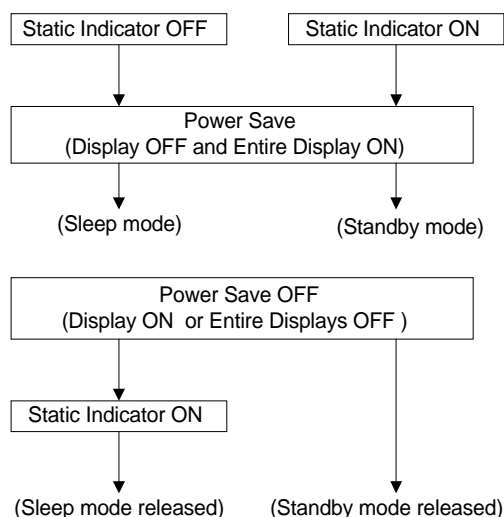 Static Indicator OFF
Static Indicator ON
Power Save
(Display OFF and Entire Display ON)
(Sleep mode)
(Standby mode)
Power Save OFF
(Display ON or Entire Displays OFF )
Static Indicator ON
(Sleep mode released)
(Standby mode released)